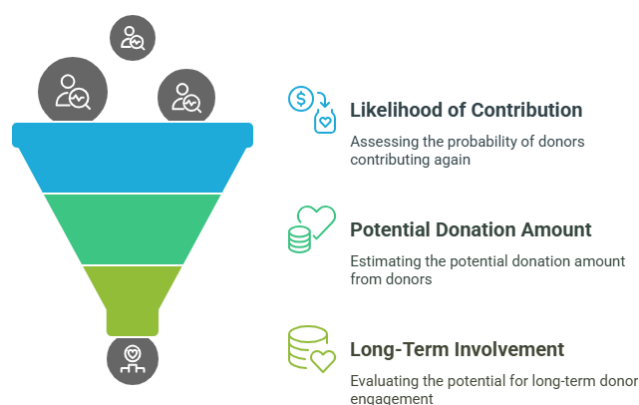 Likelihood of Contribution
Assessing the probability of donors
contributing again
Potential Donation Amount
Estimating the potential donation amount
from donors
Long-Term Involvement
Evaluating the potential for long-term donor
engagement